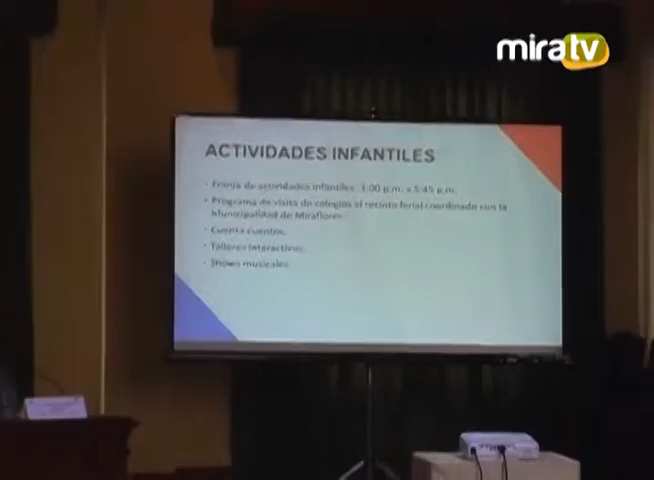 miratv
ACTIVIDADES INFANTILES
• Franja de actividades infantiles: 3:00 p.m. a 5:45 p.m.
• Programa de visita de colegios al recinto ferial coordinado con la
Municipalidad de Miraflores.
• Cuenta cuentos.
• Talleres interactivos.
• Shows musicales.